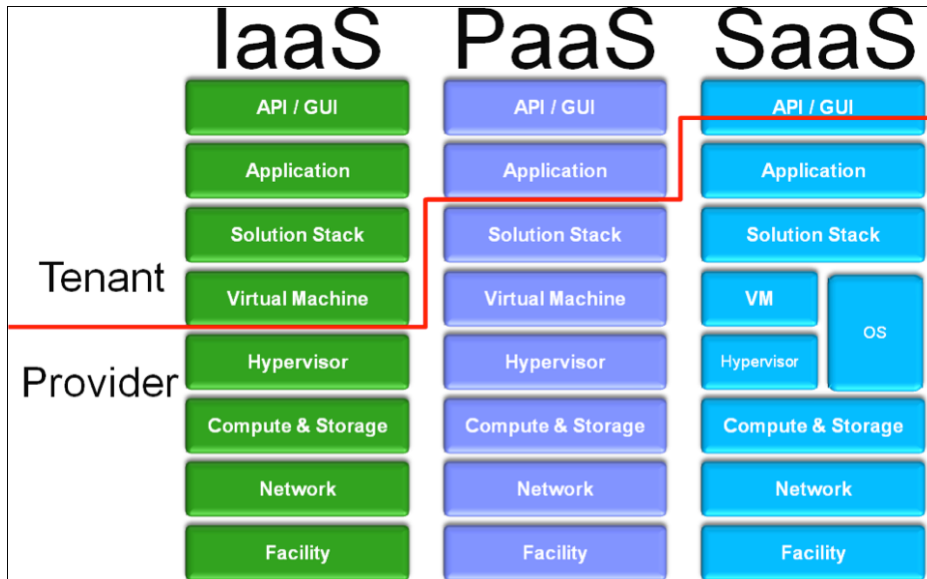 IaaS PaaS SaaS
API / GUI API / GUI API / GUI
Application Application Application
Solution Stack Solution Stack Solution Stack
Tenant
Virtual Machine Virtual Machine VM
OS
Provider
Hypervisor Hypervisor Hypervisor
Compute & Storage Compute & Storage Compute & Storage
Network Network Network
Facility Facility Facility